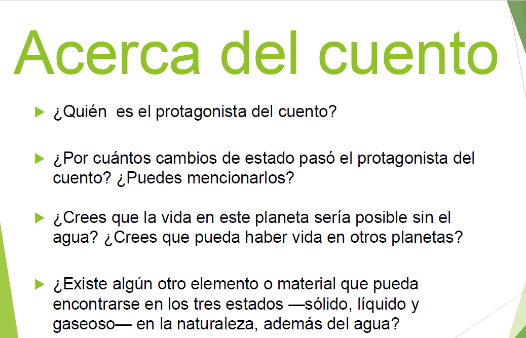 Acerca del cuento
¿Quién es el protagonista del cuento?
¿Por cuántos cambios de estado pasó el protagonista del
cuento? ¿Puedes mencionarlos?
¿Crees que la vida en este planeta sería posible sin el
agua? ¿Crees que pueda haber vida en otros planetas?
¿Existe algún otro elemento o material que pueda
encontrarse en los tres estados —sólido, líquido y
gaseoso— en la naturaleza, además del agua?